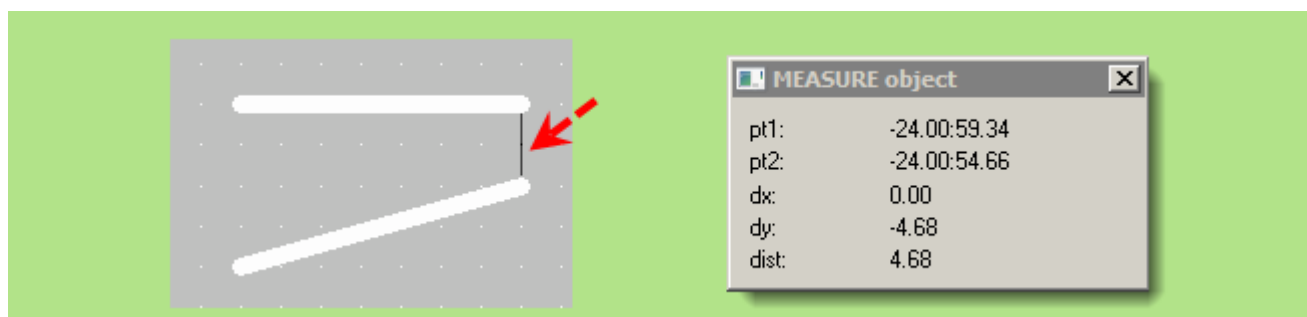 MEASURE object
pt1: -24.00:59.34
pt2: -24.00:54.66
dx: 0.00
dy: -4.68
dist: 4.68